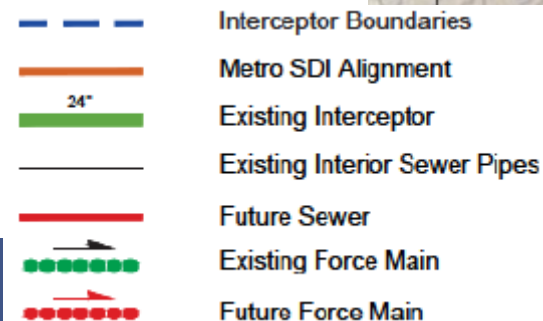 Interceptor Boundaries
Metro SDI Alignment
24"
Existing Interceptor
Existing Interior Sewer Pipes
Future Sewer
Existing Force Main
Future Force Main